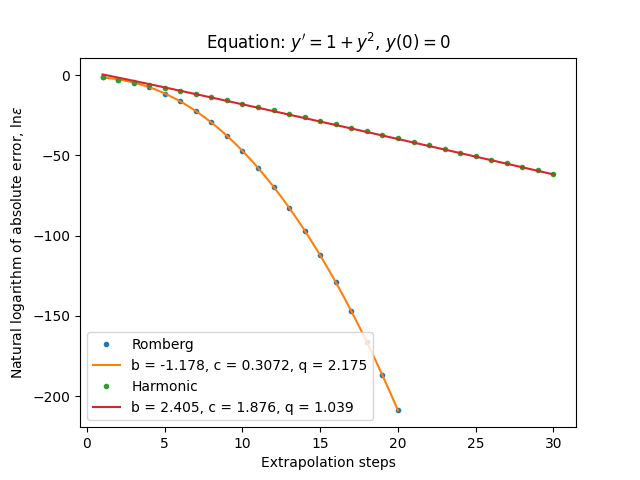 Equation: y′ = 1 + y², y(0) = 0
Natural logarithm of absolute error, lnε
0
−50
−100
−150
−200
Romberg
b = -1.178, c = 0.3072, q = 2.175
Harmonic
b = 2.405, c = 1.876, q = 1.039
0 5 10 15 20 25 30
Extrapolation steps